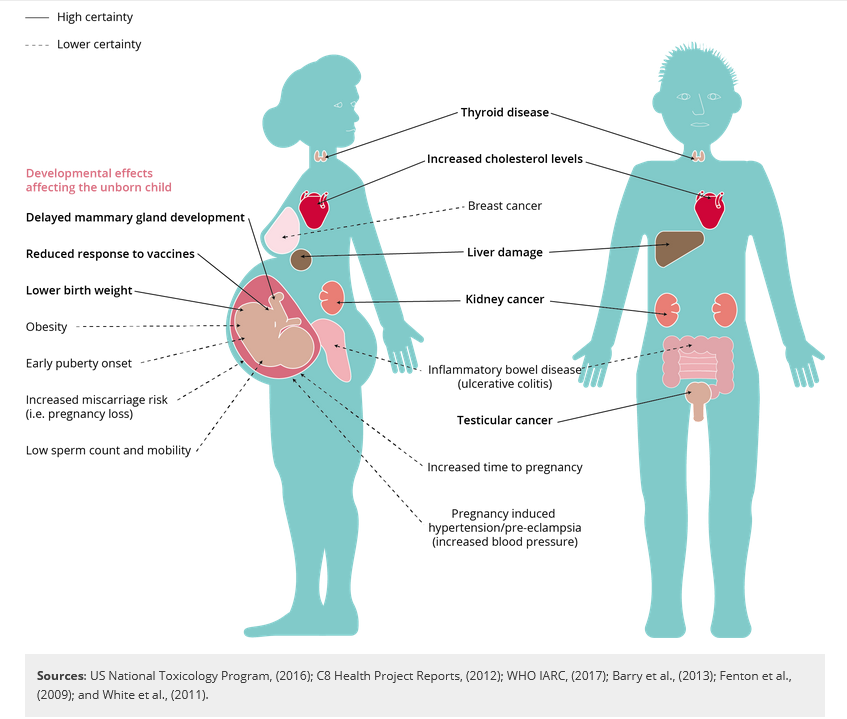 High certainty
Lower certainty
Thyroid disease
Increased cholesterol levels
Developmental effects
affecting the unborn child
Breast cancer
Delayed mammary gland development
Liver damage
Reduced response to vaccines
Lower birth weight
Kidney cancer
Obesity
Early puberty onset
Inflammatory bowel disease
(ulcerative colitis)
Increased miscarriage risk
(i.e. pregnancy loss)
Testicular cancer
Low sperm count and mobility
Increased time to pregnancy
Pregnancy induced
hypertension/pre-eclampsia
(increased blood pressure)
Sources: US National Toxicology Program, (2016); C8 Health Project Reports, (2012); WHO IARC, (2017); Barry et al., (2013); Fenton et al.,
(2009); and White et al., (2011).